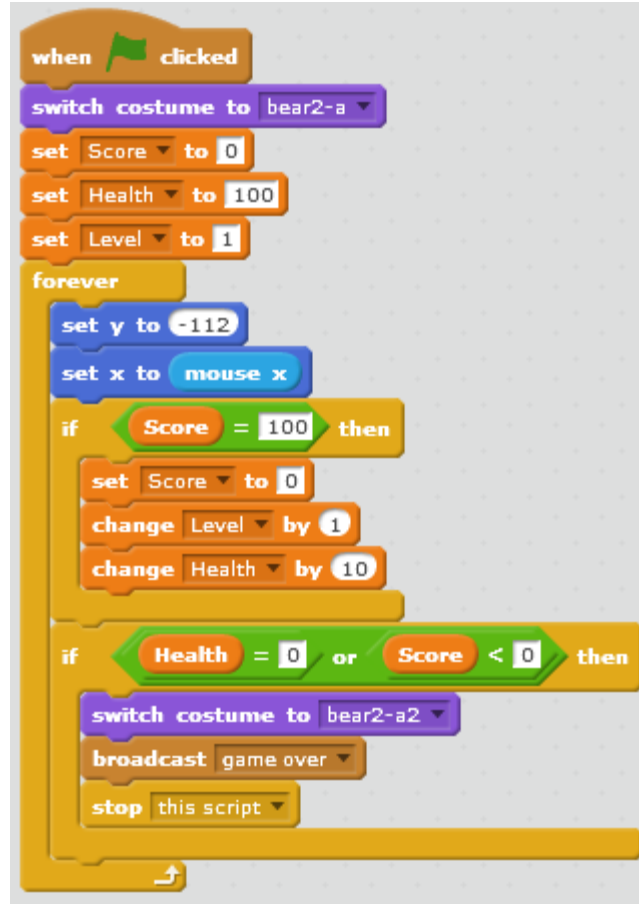 when clicked
switch costume to bear2-a
set Score to 0
set Health to 100
set Level to 1
forever
set y to -112
set x to mouse x
if Score = 100 then
set Score to 0
change Level by 1
change Health by 10
if Health = 0 or Score < 0 then
switch costume to bear2-a2
broadcast game over
stop this script